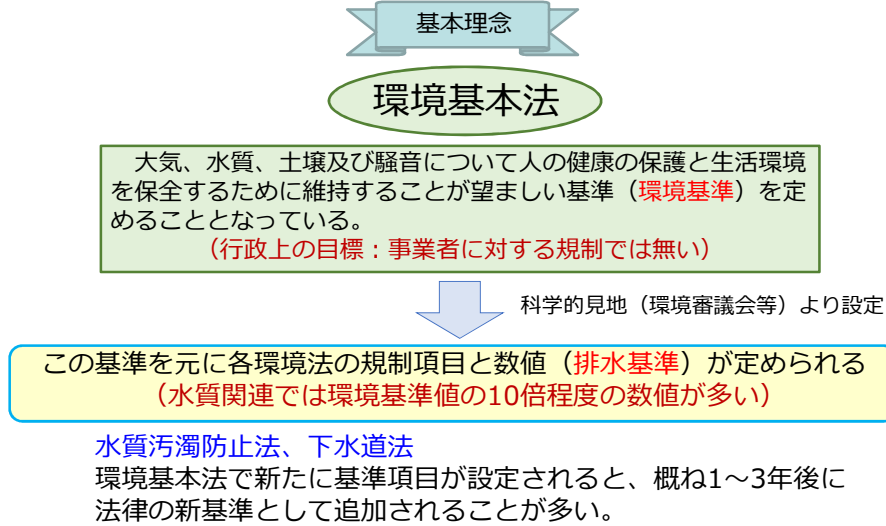 基本理念
環境基本法
大気、水質、土壌及び騒音について人の健康の保護と生活環境
を保全するために維持することが望ましい基準（環境基準）を定
めることとなっている。
（行政上の目標：事業者に対する規制では無い）
科学的見地（環境審議会等）より設定
この基準を元に各環境法の規制項目と数値（排水基準）が定められる
（水質関連では環境基準値の10倍程度の数値が多い）
水質汚濁防止法、下水道法
環境基本法で新たに基準項目が設定されると、概ね1～3年後に
法律の新基準として追加されることが多い。